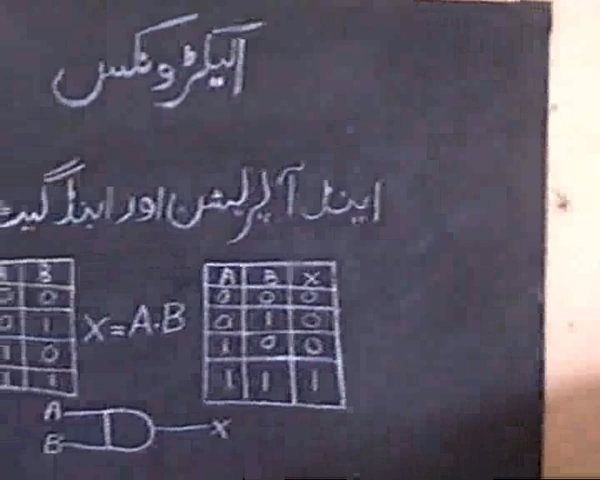 الیکٹرونکس
اینڈ آپریشن اور اینڈ گیٹ
A B
0 0
0 1
1 0
1 1
X = A.B
A B X
0 0 0
0 1 0
1 0 0
1 1 1
A
B
X